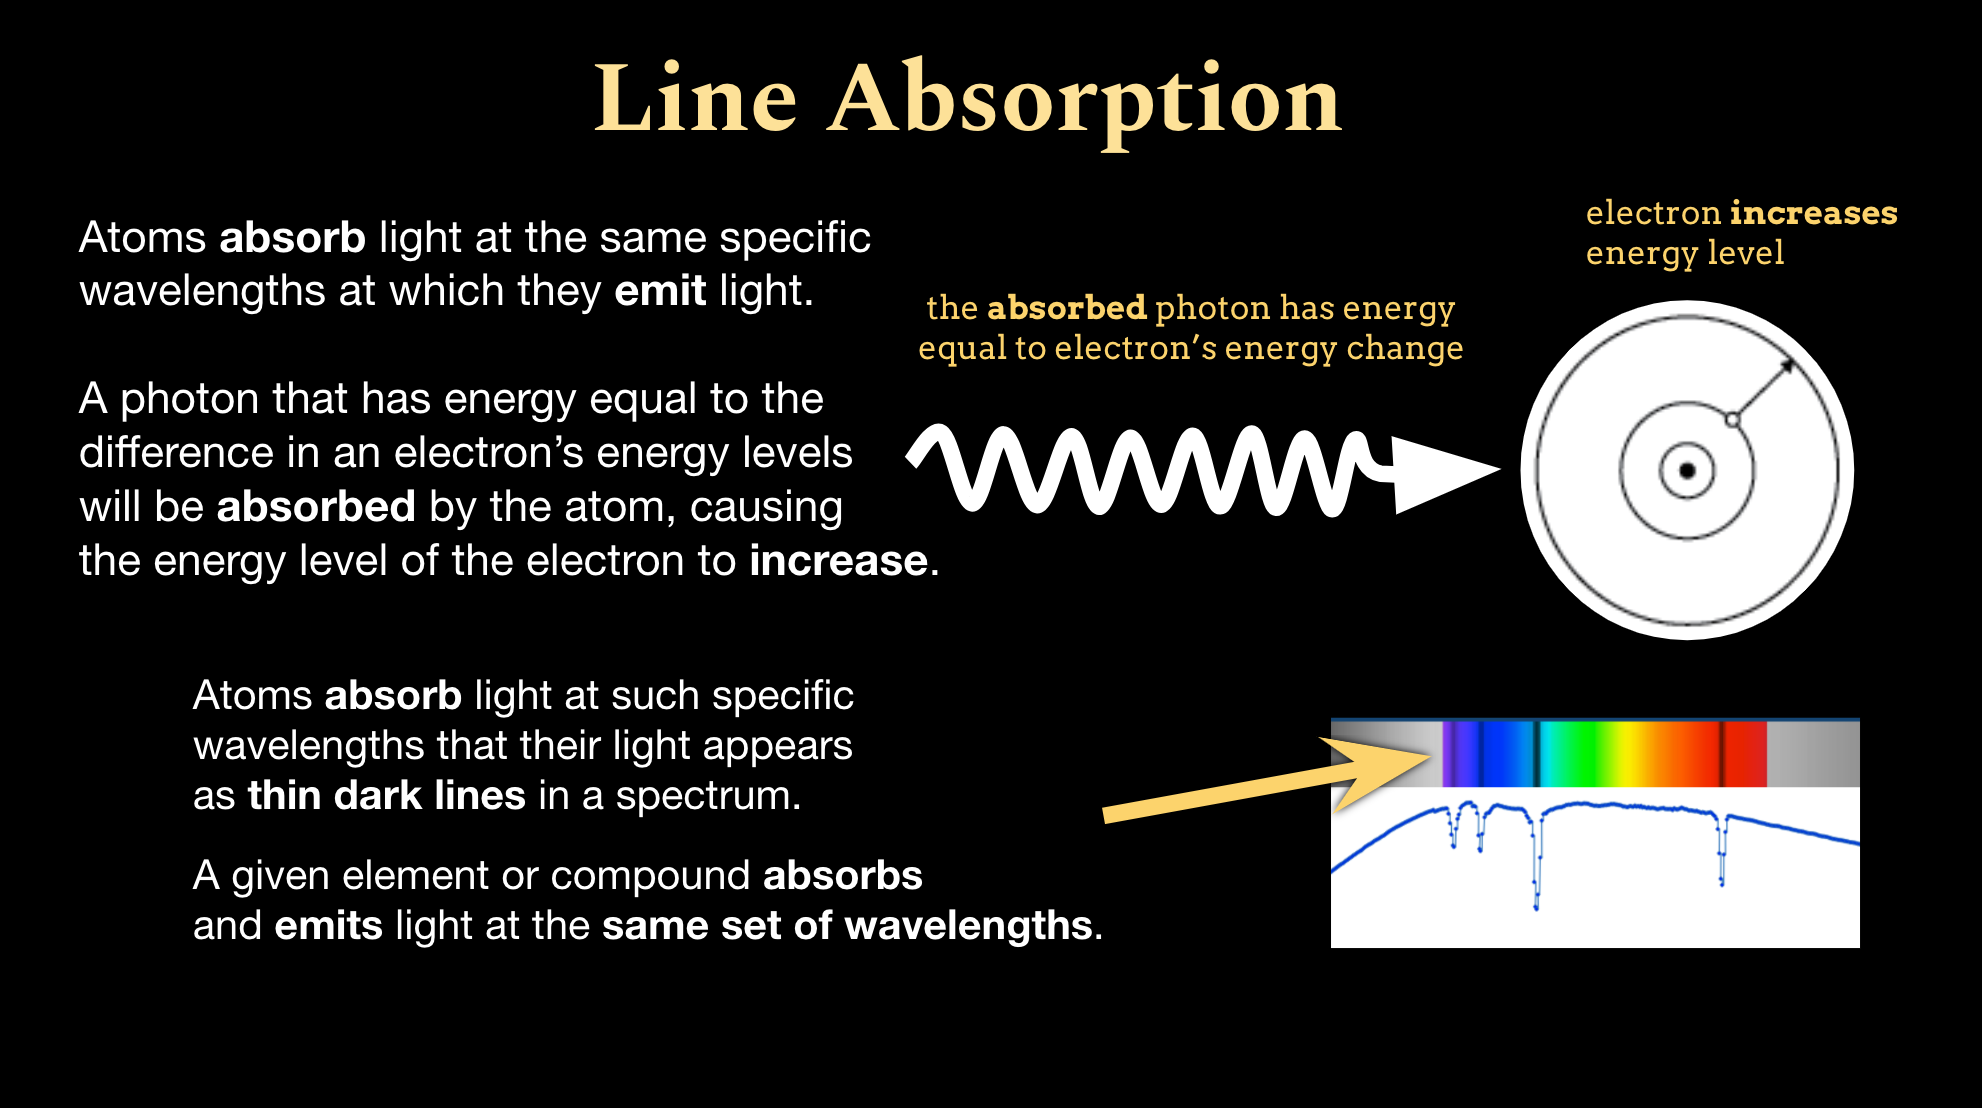 Line Absorption
Atoms absorb light at the same specific
wavelengths at which they emit light.
A photon that has energy equal to the
difference in an electron’s energy levels
will be absorbed by the atom, causing
the energy level of the electron to increase.
the absorbed photon has energy
equal to electron’s energy change
electron increases
energy level
Atoms absorb light at such specific
wavelengths that their light appears
as thin dark lines in a spectrum.
A given element or compound absorbs
and emits light at the same set of wavelengths.